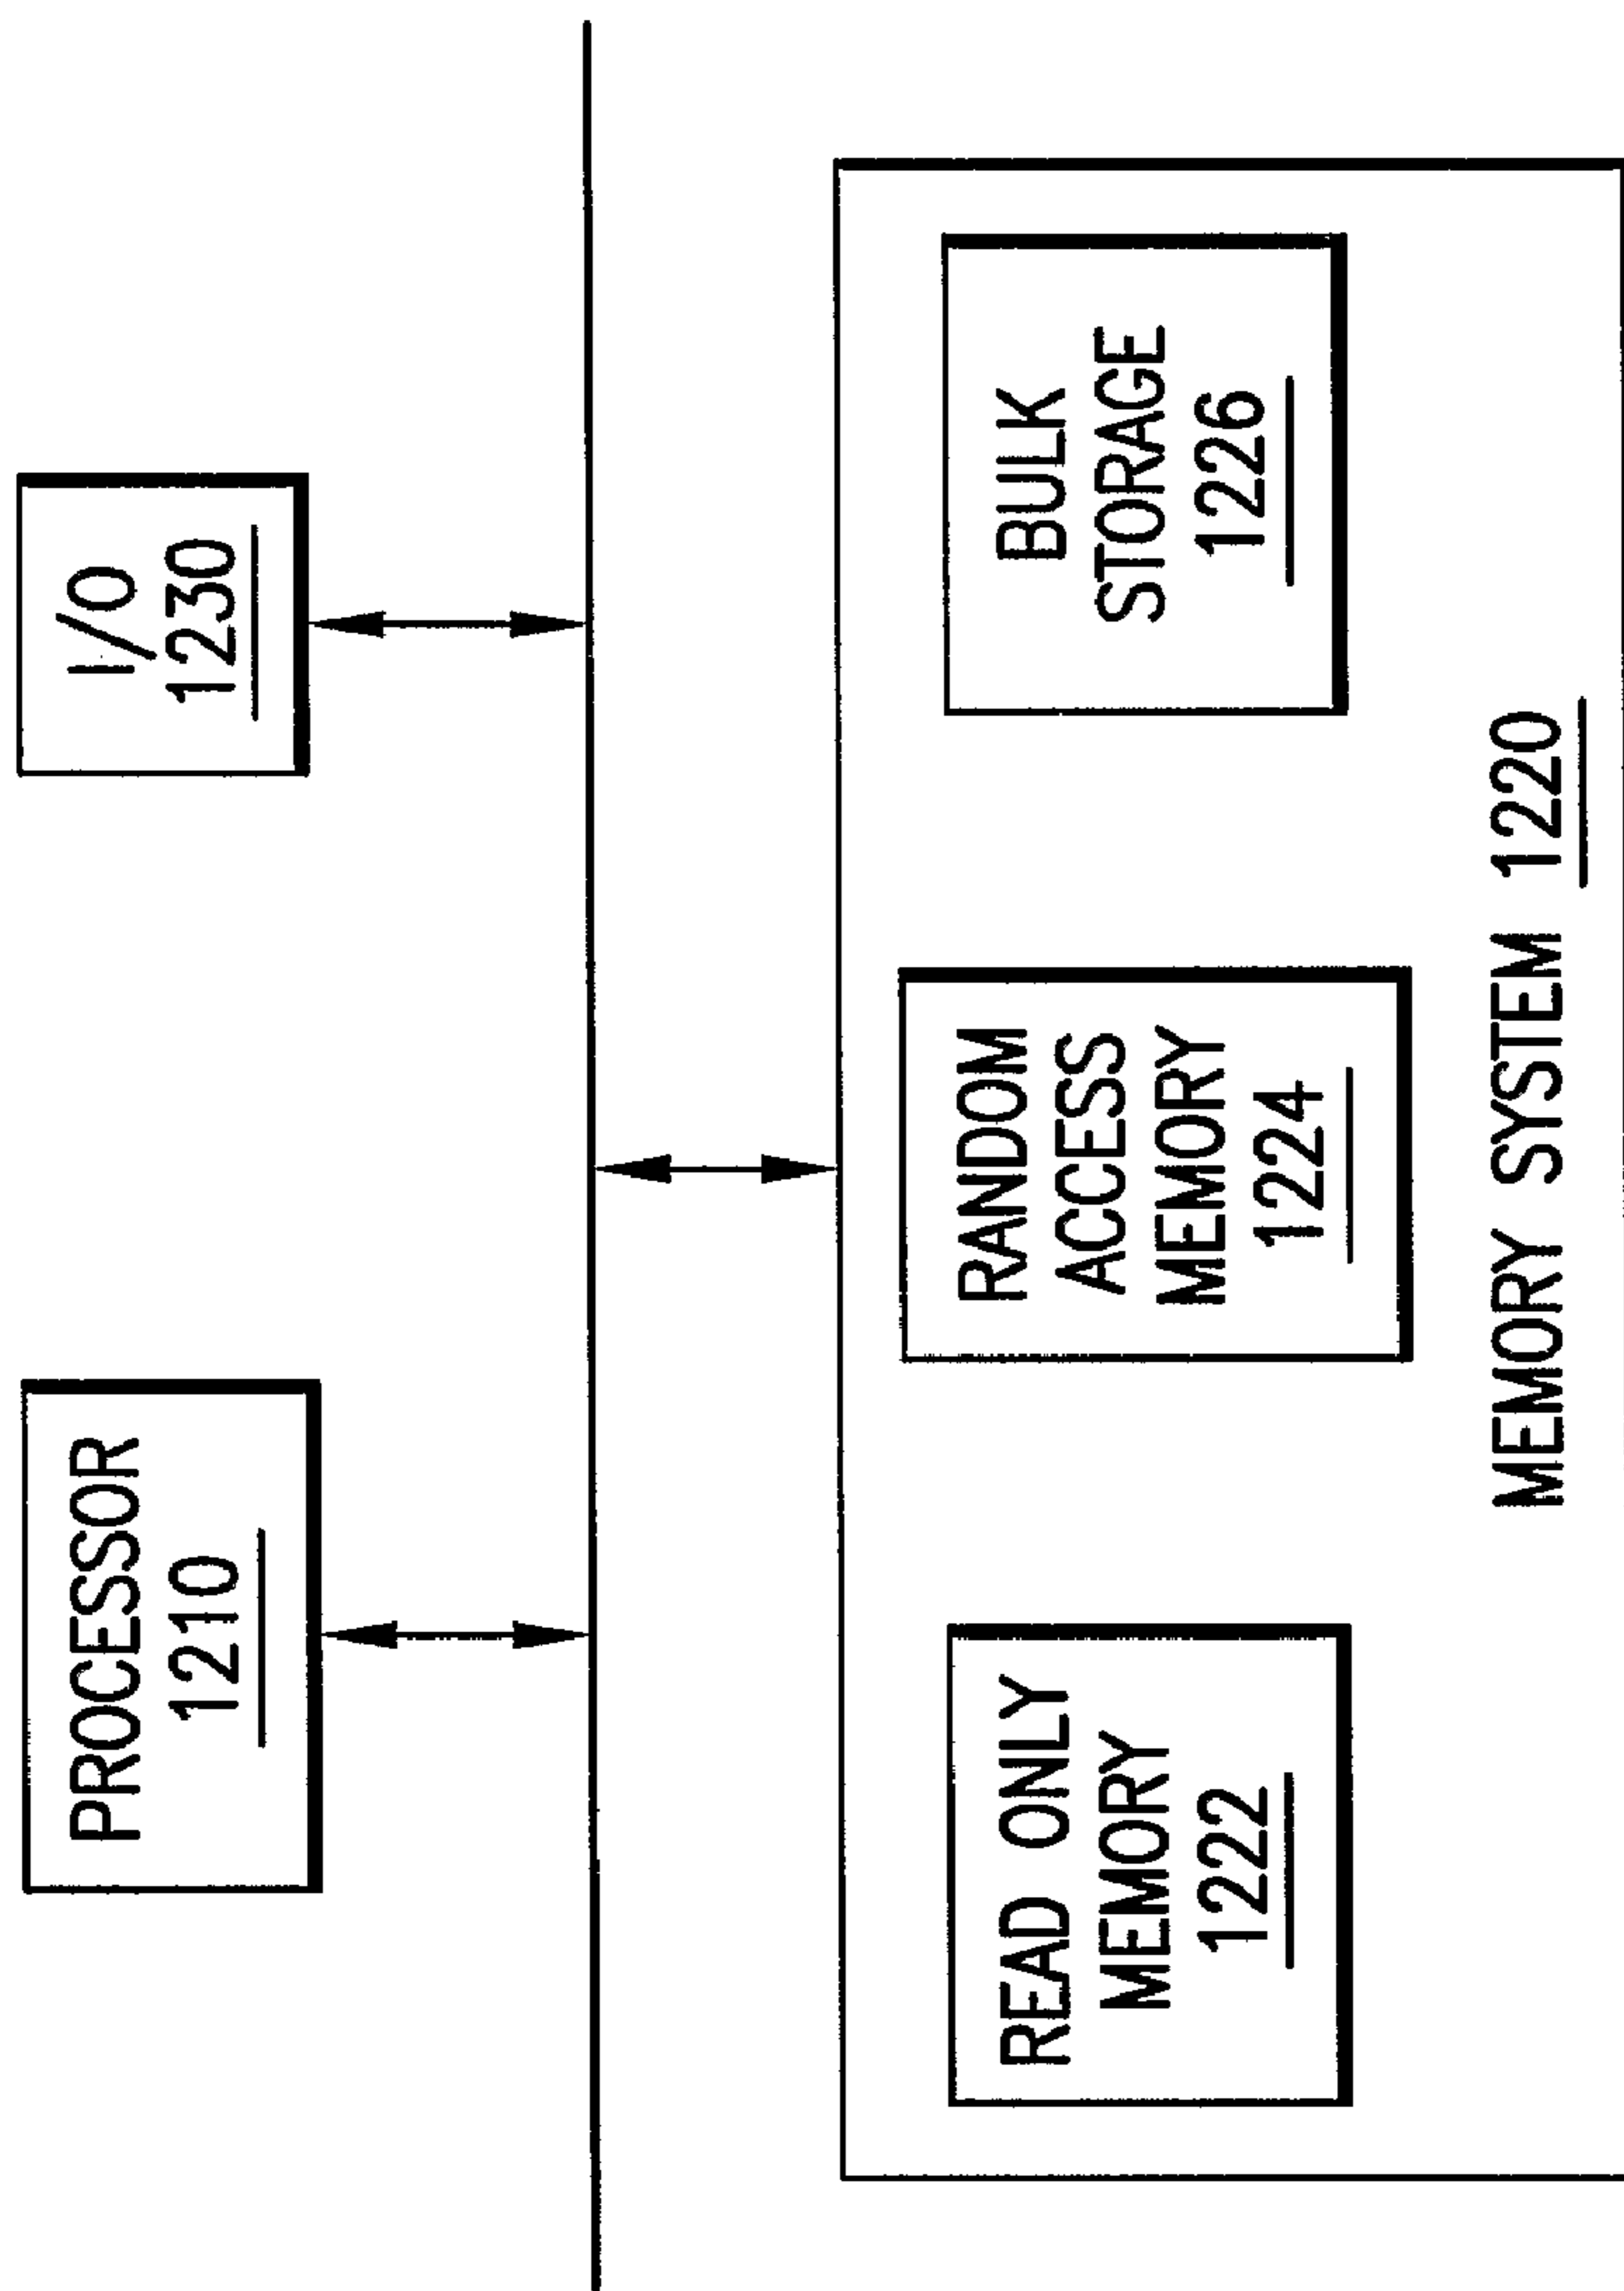 PROCESSOR
1210
I/O
1230
READ ONLY
MEMORY
1222
RANDOM
ACCESS
MEMORY
1224
BULK
STORAGE
1226
MEMORY SYSTEM 1220